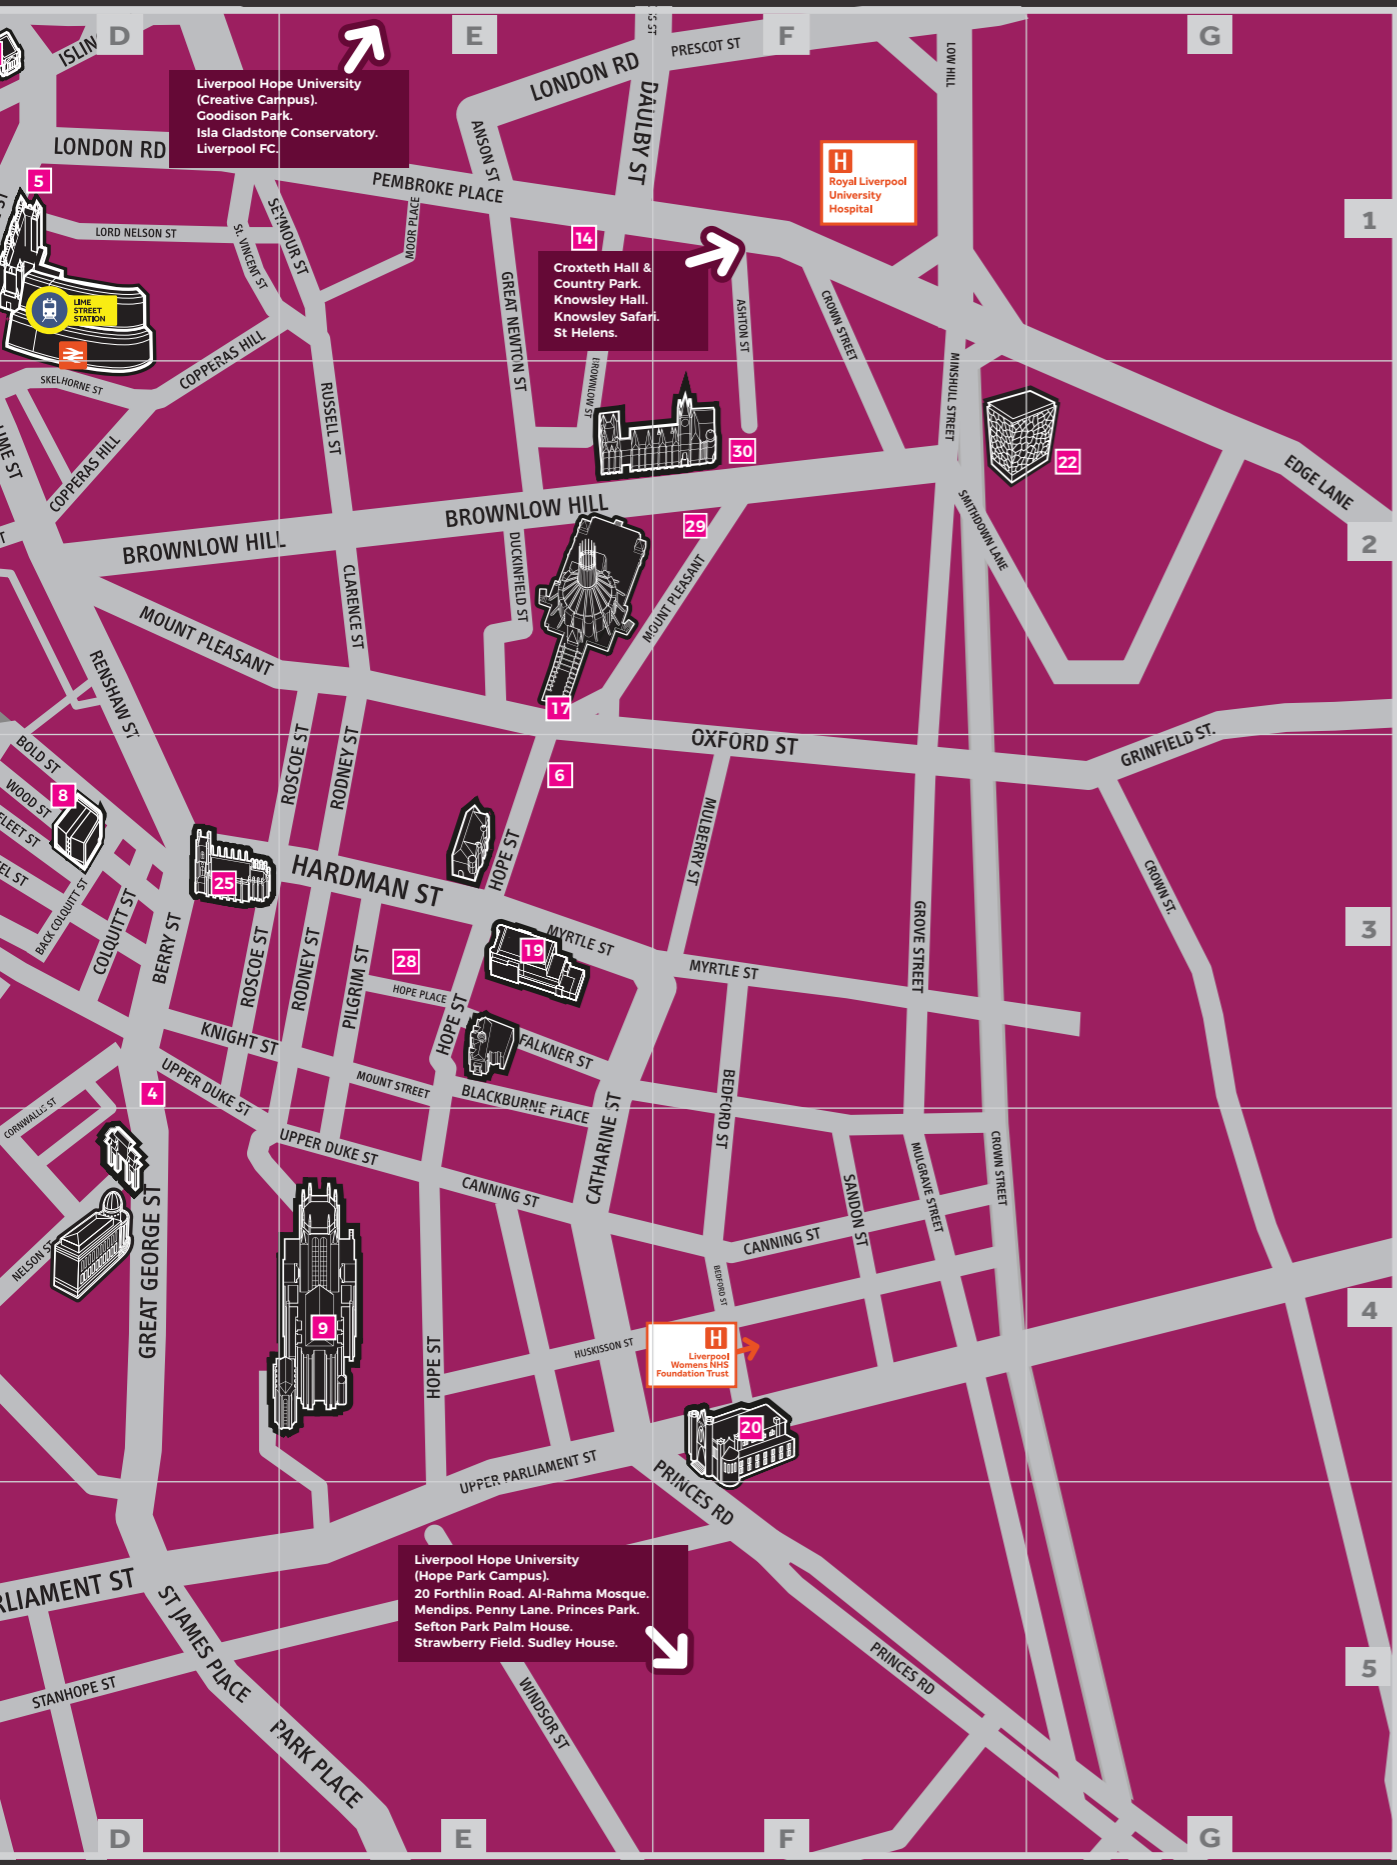 D
E
F
G
ISLIN
Liverpool Hope University
(Creative Campus).
Goodison Park.
Isla Gladstone Conservatory.
Liverpool FC.
LONDON RD
PRESCOT ST
LOW HILL
DAULBY ST
ANSON ST
LONDON RD
PEMBROKE PLACE
H
Royal Liverpool
University
Hospital
5
1
LORD NELSON ST
ST. VINCENT ST
SEYMOUR ST
MOOR PLACE
14
Croxteth Hall &
Country Park.
Knowsley Hall.
Knowsley Safari.
St Helens.
GREAT NEWTON ST
ASHTON ST
CROWN STREET
LIME
STREET
STATION
COPPERAS HILL
SKELHORNE ST
BROWNLOW ST
MINSHULL STREET
RUSSELL ST
LIME ST
COPPERAS HILL
30
22
EDGE LANE
BROWNLOW HILL
BROWNLOW HILL
29
SMITHDOWN LANE
2
DUCKINFIELD ST
MOUNT PLEASANT
CLARENCE ST
MOUNT PLEASANT
RENSHAW ST
17
OXFORD ST
GRINFIELD ST.
BOLD ST
ROSCOE ST
RODNEY ST
6
WOOD ST
8
FLEET ST
MULBERRY ST
HOPE ST
HARDMAN ST
25
EL ST
BACK COLQUITT ST
COLQUITT ST
BERRY ST
CROWN ST.
GROVE STREET
3
MYRTLE ST
19
MYRTLE ST
28
ROSCOE ST
RODNEY ST
PILGRIM ST
HOPE PLACE
HOPE ST
KNIGHT ST
FALKNER ST
UPPER DUKE ST
MOUNT STREET
BLACKBURNE PLACE
BEDFORD ST
4
CORNWALLIS ST
UPPER DUKE ST
CATHARINE ST
CANNING ST
SANDON ST
MULGRAVE STREET
CROWN STREET
CANNING ST
NELSON ST
GREAT GEORGE ST
BEDFORD ST
4
9
HOPE ST
HUSKISSON ST
H
Liverpool
Womens NHS
Foundation Trust
20
UPPER PARLIAMENT ST
PRINCES RD
Liverpool Hope University
(Hope Park Campus).
20 Forthlin Road. Al-Rahma Mosque.
Mendips. Penny Lane. Princes Park.
Sefton Park Palm House.
Strawberry Field. Sudley House.
RLIAMENT ST
ST JAMES PLACE
PRINCES RD
5
STANHOPE ST
WINDSOR ST
PARK PLACE
D
E
F
G